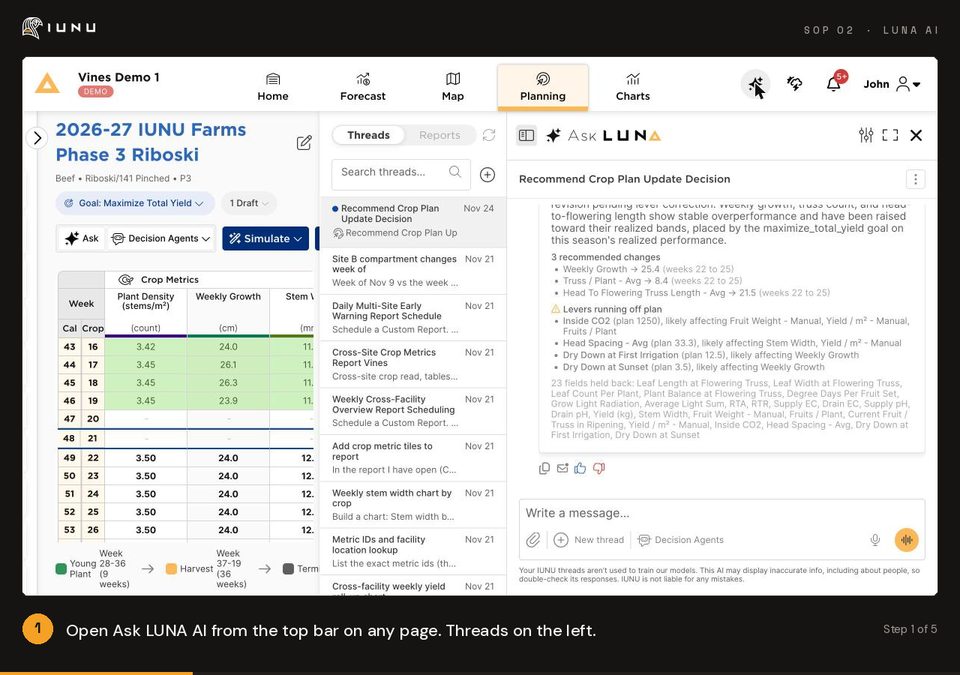 IUNU
SOP 02 · LUNA AI
Vines Demo 1
DEMO
Home
Forecast
Map
Planning
Charts
5+
John
2026-27 IUNU Farms
Phase 3 Riboski
Beef • Riboski/141 Pinched • P3
Goal: Maximize Total Yield
1 Draft
Ask
Decision Agents
Simulate
Crop Metrics
Week
Plant Density
(stems/m²)
Weekly Growth
Stem
(count)
(cm)
Cal Crop
43 16 3.42 24.0 11.
44 17 3.45 26.1 11.
45 18 3.45 26.3 11.
46 19 3.45 23.9 11.
47 20 - -
48 21 - -
49 22 3.50 24.0 12.
50 23 3.50 24.0 12.
51 24 3.50 24.0 12.
52 25 3.50 24.0 12.
53 26 3.50 24.0 12.
Young
Plant
Week
28-36
(9
weeks)
Harvest
Week
37-19
(36
weeks)
Term
Threads
Reports
Search threads...
Recommend Crop Plan
Update Decision
Nov 24
Recommend Crop Plan Up
Site B compartment changes
week of
Nov 21
Week of Nov 9 vs the week ...
Daily Multi-Site Early
Warning Report Schedule
Nov 21
Schedule a Custom Report. ...
Cross-Site Crop Metrics
Report Vines
Nov 21
Cross-site crop read, tables...
Weekly Cross-Facility
Overview Report Scheduling
Nov 21
Schedule a Custom Report. ...
Add crop metric tiles to
report
Nov 21
In the report I have open (C...
Weekly stem width chart by
crop
Nov 21
Build a chart: Stem width b...
Metric IDs and facility
location lookup
Nov 21
List the exact metric ids (th...
Cross-facility weekly yield
Nov 21
ASK LUNA
Recommend Crop Plan Update Decision
revision pending lever correction. Weekly growth, truss count, and head-
to-flowering length show stable overperformance and have been raised
toward their realized bands, placed by the maximize_total_yield goal on
this season's realized performance.
3 recommended changes
• Weekly Growth → 25.4 (weeks 22 to 25)
• Truss / Plant - Avg → 8.4 (weeks 22 to 25)
• Head To Flowering Truss Length - Avg → 21.5 (weeks 22 to 25)
Levers running off plan
• Inside CO2 (plan 1250), likely affecting Fruit Weight - Manual, Yield / m² - Manual,
Fruits / Plant
• Head Spacing - Avg (plan 33.3), likely affecting Stem Width, Yield / m² - Manual
• Dry Down at First Irrigation (plan 12.5), likely affecting Weekly Growth
• Dry Down at Sunset (plan 3.5), likely affecting Weekly Growth
23 fields held back: Leaf Length at Flowering Truss, Leaf Width at Flowering Truss,
Leaf Count Per Plant, Plant Balance at Flowering Truss, Degree Days Per Fruit Set,
Grow Light Radiation, Average Light Sum, RTA, RTR, Supply EC, Drain EC, Supply pH,
Drain pH, Yield (kg), Stem Width, Fruit Weight - Manual, Fruits / Plant, Current Fruit /
Truss in Ripening, Yield / m² - Manual, Inside CO2, Head Spacing - Avg, Dry Down at
First Irrigation, Dry Down at Sunset
Write a message...
New thread
Decision Agents
Your IUNU threads aren't used to train our models. This AI may display inaccurate info, including about people, so
double-check its responses. IUNU is not liable for any mistakes.
1
Open Ask LUNA AI from the top bar on any page. Threads on the left.
Step 1 of 5